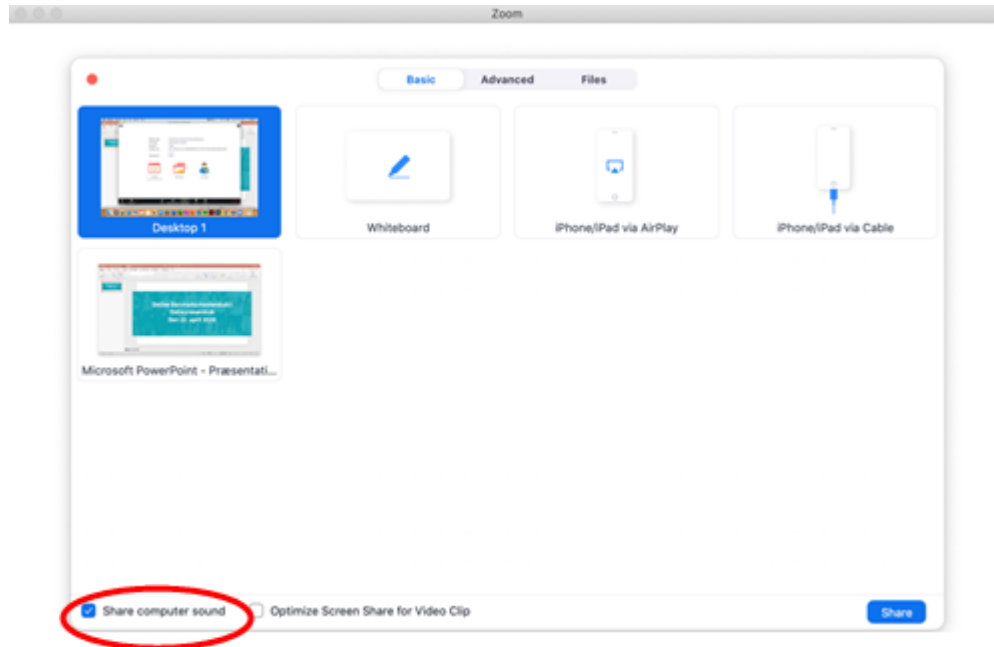 Zoom
Basic Advanced Files
Desktop 1
Whiteboard
iPhone/iPad via AirPlay
iPhone/iPad via Cable
Microsoft PowerPoint - Præsentati...
Share computer sound
Optimize Screen Share for Video Clip
Share